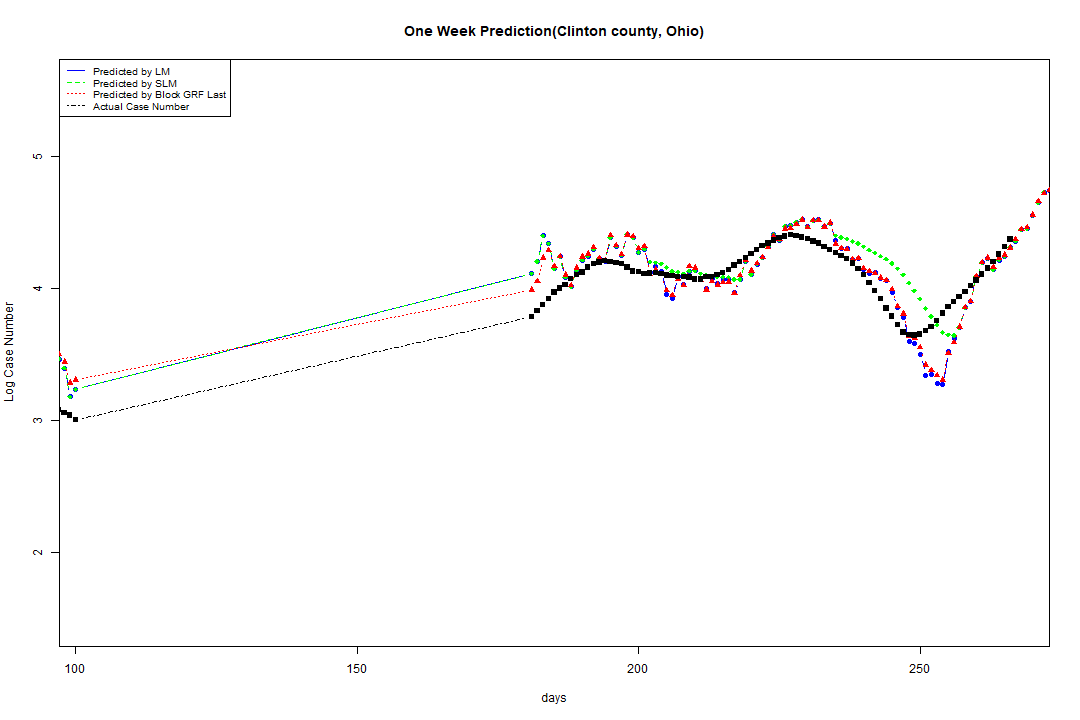 One Week Prediction(Clinton county, Ohio)
Predicted by LM
Predicted by SLM
Predicted by Block GRF Last
Actual Case Number
5
4
3
2
Log Case Number
100 150 200 250
days